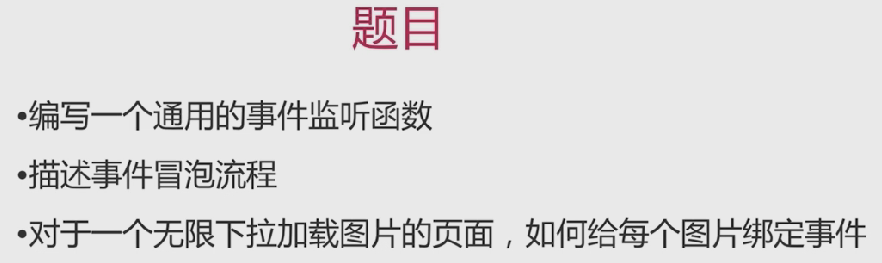 题目
•编写一个通用的事件监听函数
•描述事件冒泡流程
•对于一个无限下拉加载图片的页面，如何给每个图片绑定事件